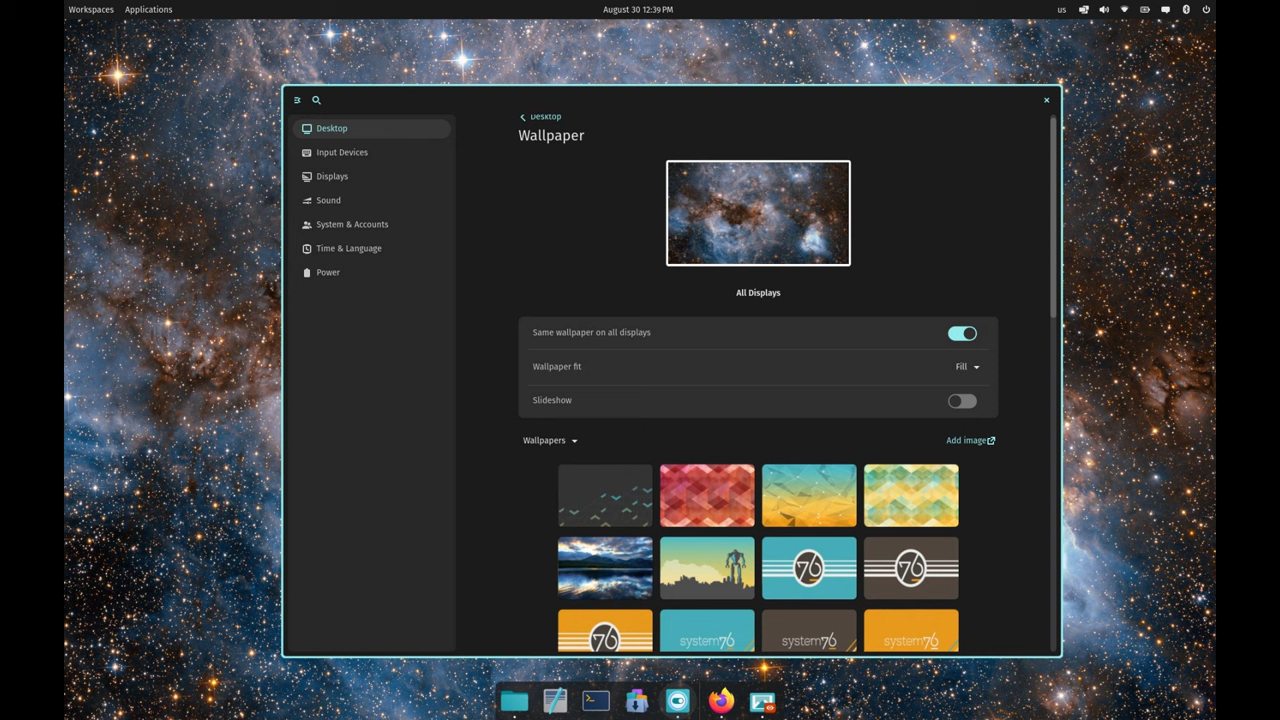 Workspaces Applications August 30 12:39 PM us
Desktop
Input Devices
Displays
Sound
System & Accounts
Time & Language
Power
Desktop
Wallpaper
All Displays
Same wallpaper on all displays
Wallpaper fit Fill
Slideshow
Wallpapers Add image
76 76
76 system76 system76 system76